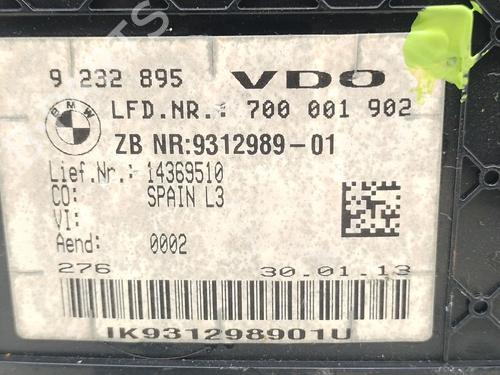 9 232 895 VDO
BMW LFD.NR.: 700 001 902
ZB NR:9312989-01
Lief.Nr.: 14369510
CO: SPAIN L3
VI:
Aend: 0002
276 30.01.13
IK931298901U